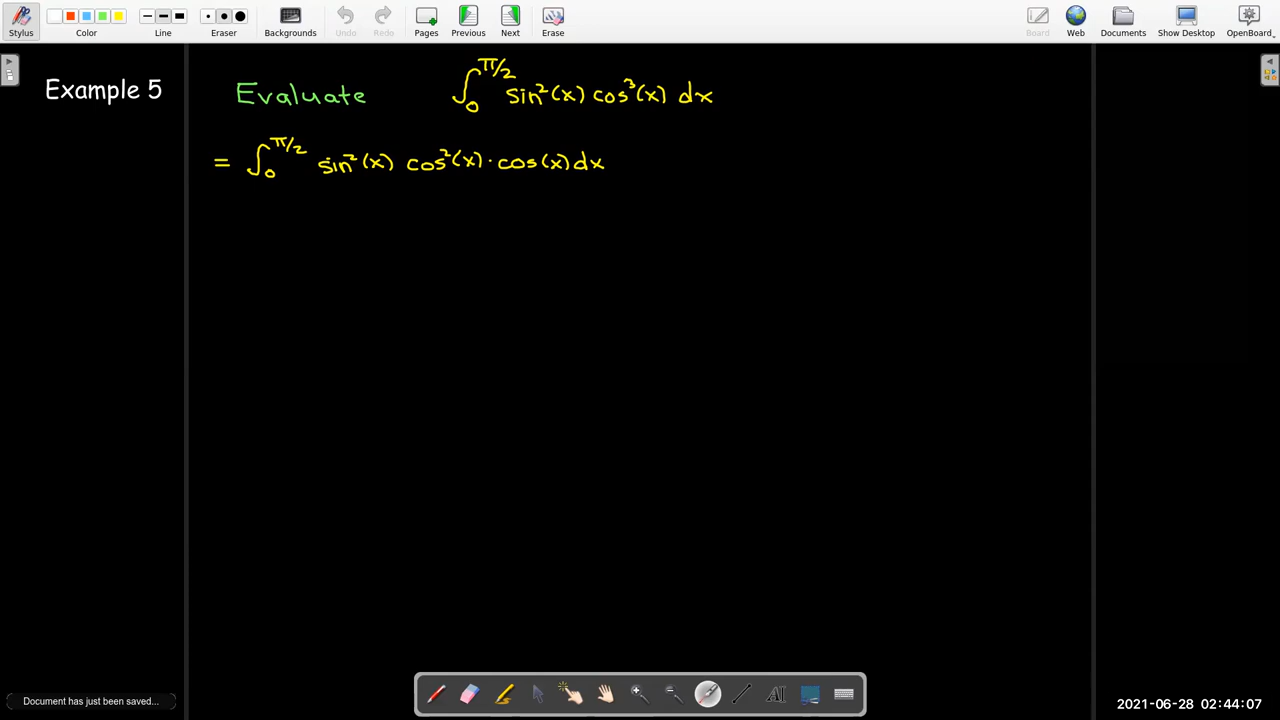 Stylus Color Line Eraser Backgrounds Undo Redo Pages Previous Next Erase Board Web Documents Show Desktop OpenBoard
Example 5 Evaluate ∫₀^π/2 sin²(x) cos³(x) dx
= ∫₀^π/2 sin²(x) cos²(x) · cos(x) dx
Document has just been saved...
AI
2021-06-28 02:44:07